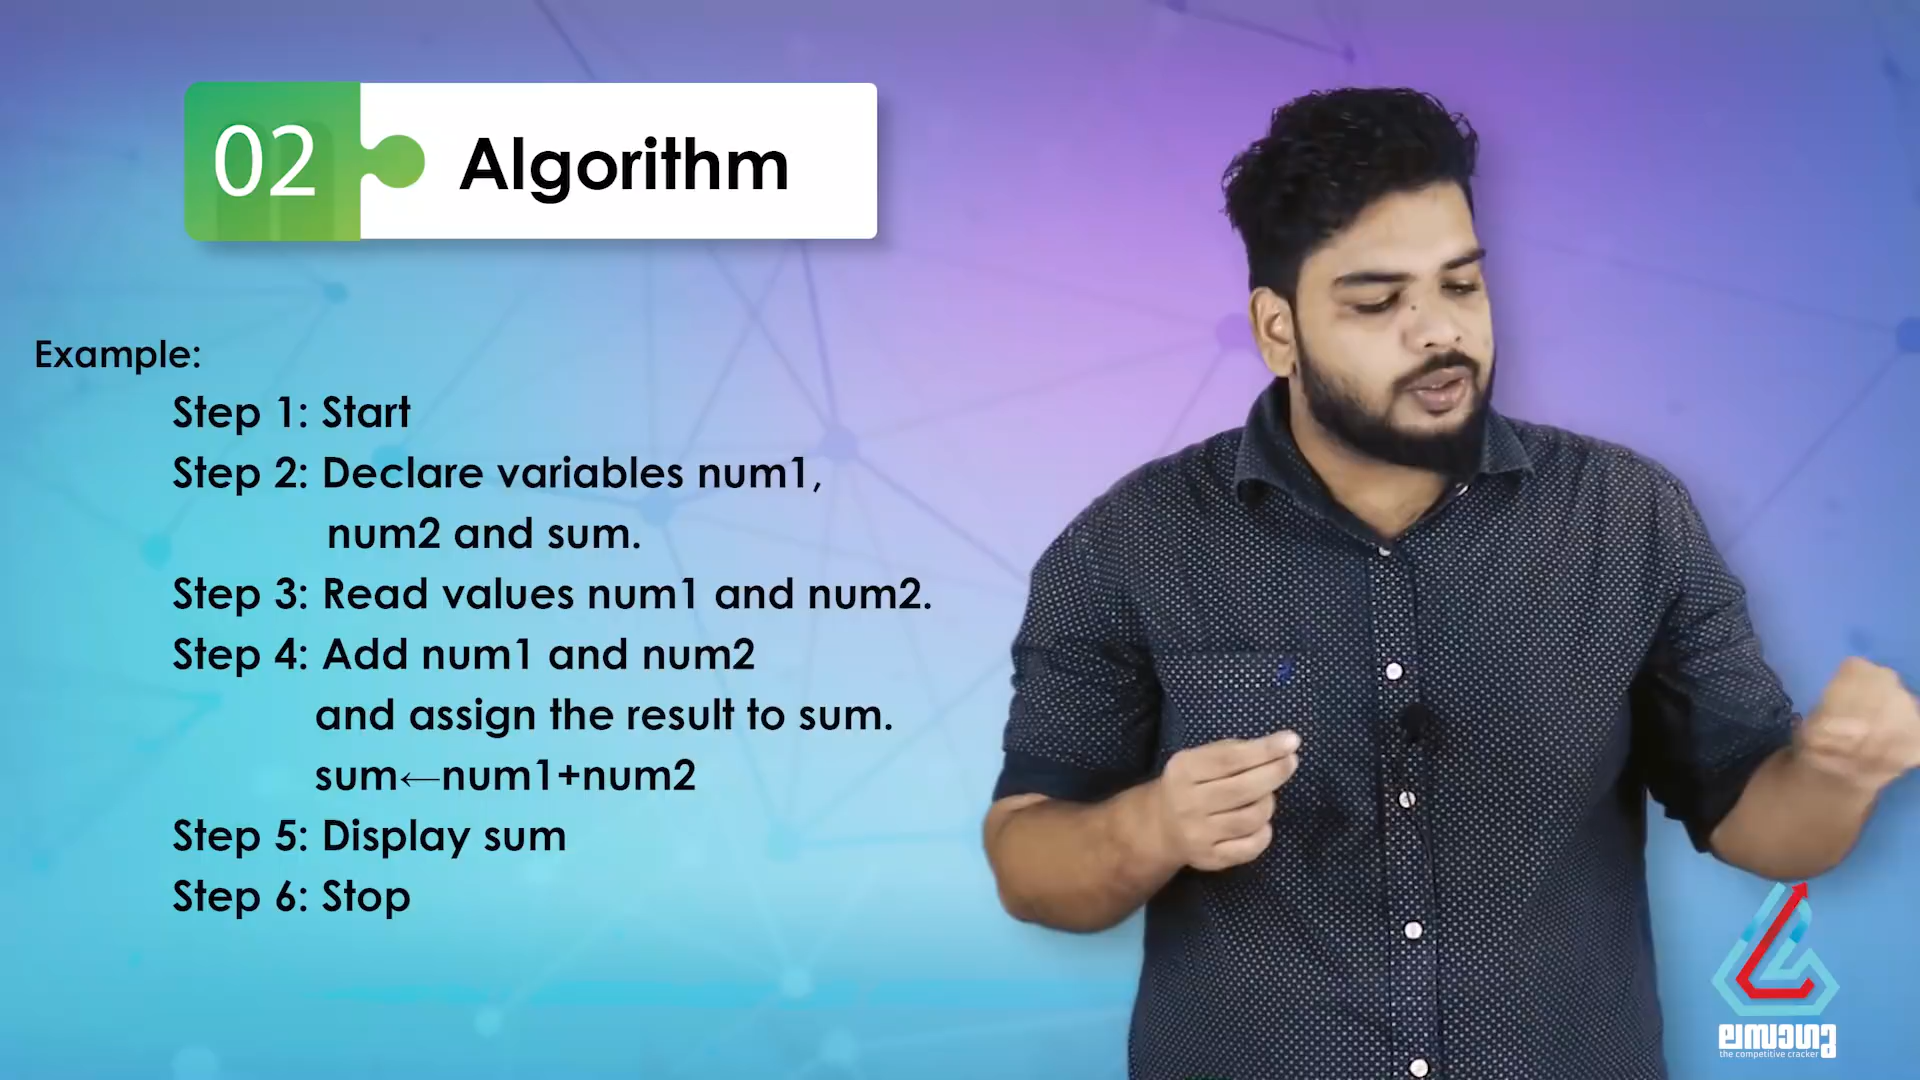 02 Algorithm
Example:
Step 1: Start
Step 2: Declare variables num1,
num2 and sum.
Step 3: Read values num1 and num2.
Step 4: Add num1 and num2
and assign the result to sum.
sum←num1+num2
Step 5: Display sum
Step 6: Stop
the competitive cracker